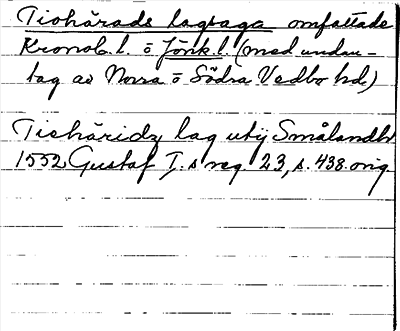 Tiohärads lagsaga omfattade
Kronob. l. o Jönk. l. (med undan-
tag av Norra o Södra Vedbo hd)
Tiohäridz lag utij Smålandh
1552 Gustaf I.s reg. 23, s. 438. orig.